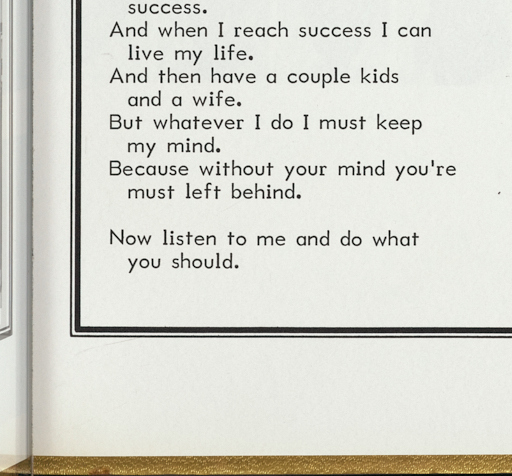 success.
And when I reach success I can
live my life.
And then have a couple kids
and a wife.
But whatever I do I must keep
my mind.
Because without your mind you're
must left behind.
Now listen to me and do what
you should.